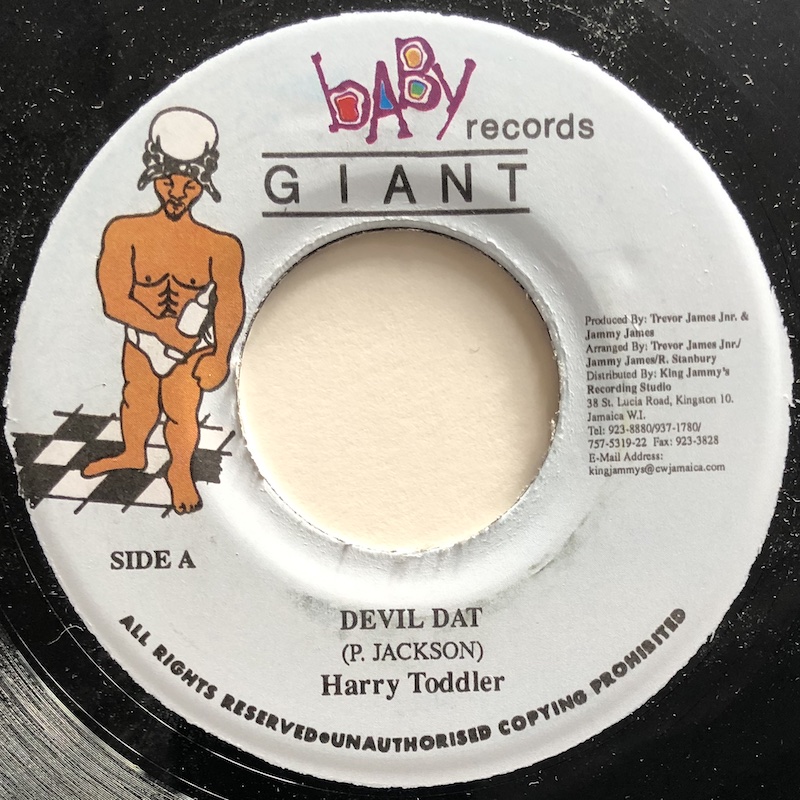 bABy
records
GIANT
Produced By: Trevor James Jnr. &
Jammy James
Arranged By: Trevor James Jnr./
Jammy James/R. Stanbury
Distributed By: King Jammy's
Recording Studio
38 St. Lucia Road, Kingston 10.
Jamaica W.I.
Tel: 923-8880/937-1780/
757-5319-22 Fax: 923-3828
E-Mail Address:
kingjammys@cwjamaica.com
SIDE A
DEVIL DAT
(P. JACKSON)
Harry Toddler
ALL RIGHTS RESERVED•UNAUTHORISED COPYING PROHIBITED